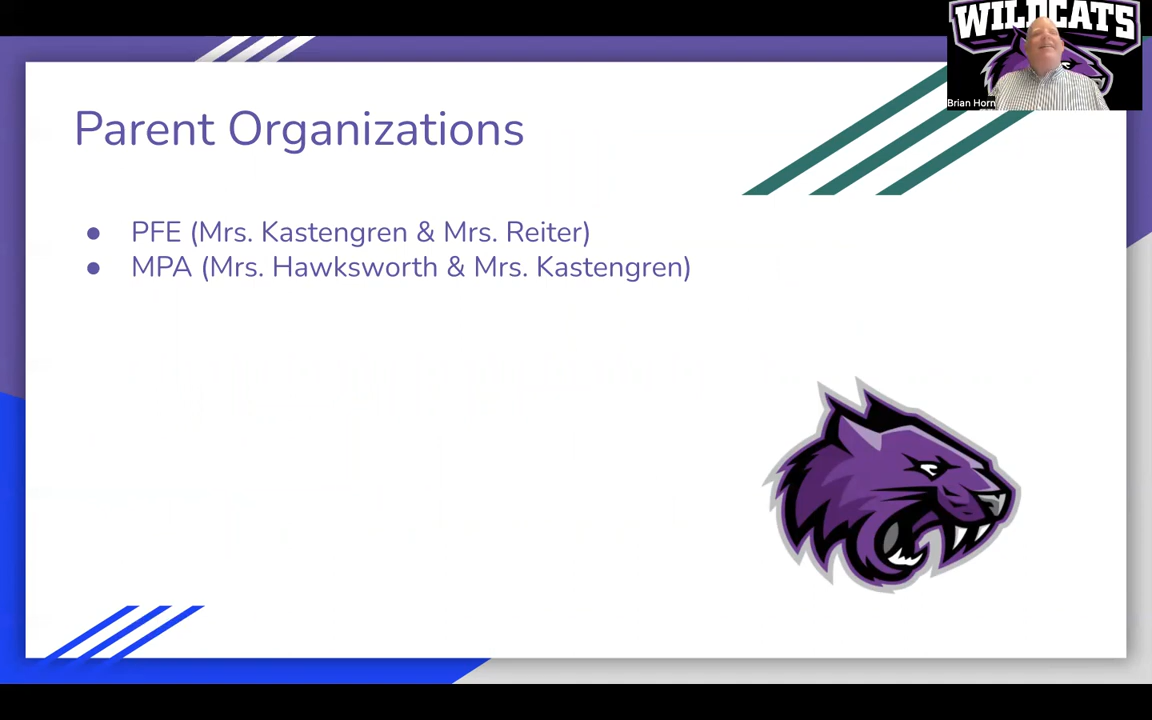 WILDCATS
Brian Horn
Parent Organizations
● PFE (Mrs. Kastengren & Mrs. Reiter)
● MPA (Mrs. Hawksworth & Mrs. Kastengren)